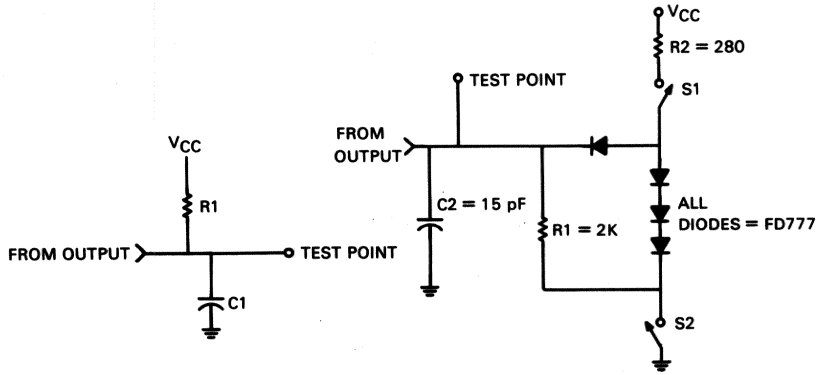 VCC
R2 = 280
S1
TEST POINT
FROM
OUTPUT
C2 = 15 pF
R1 = 2K
ALL
DIODES = FD777
S2
VCC
R1
FROM OUTPUT
TEST POINT
C1